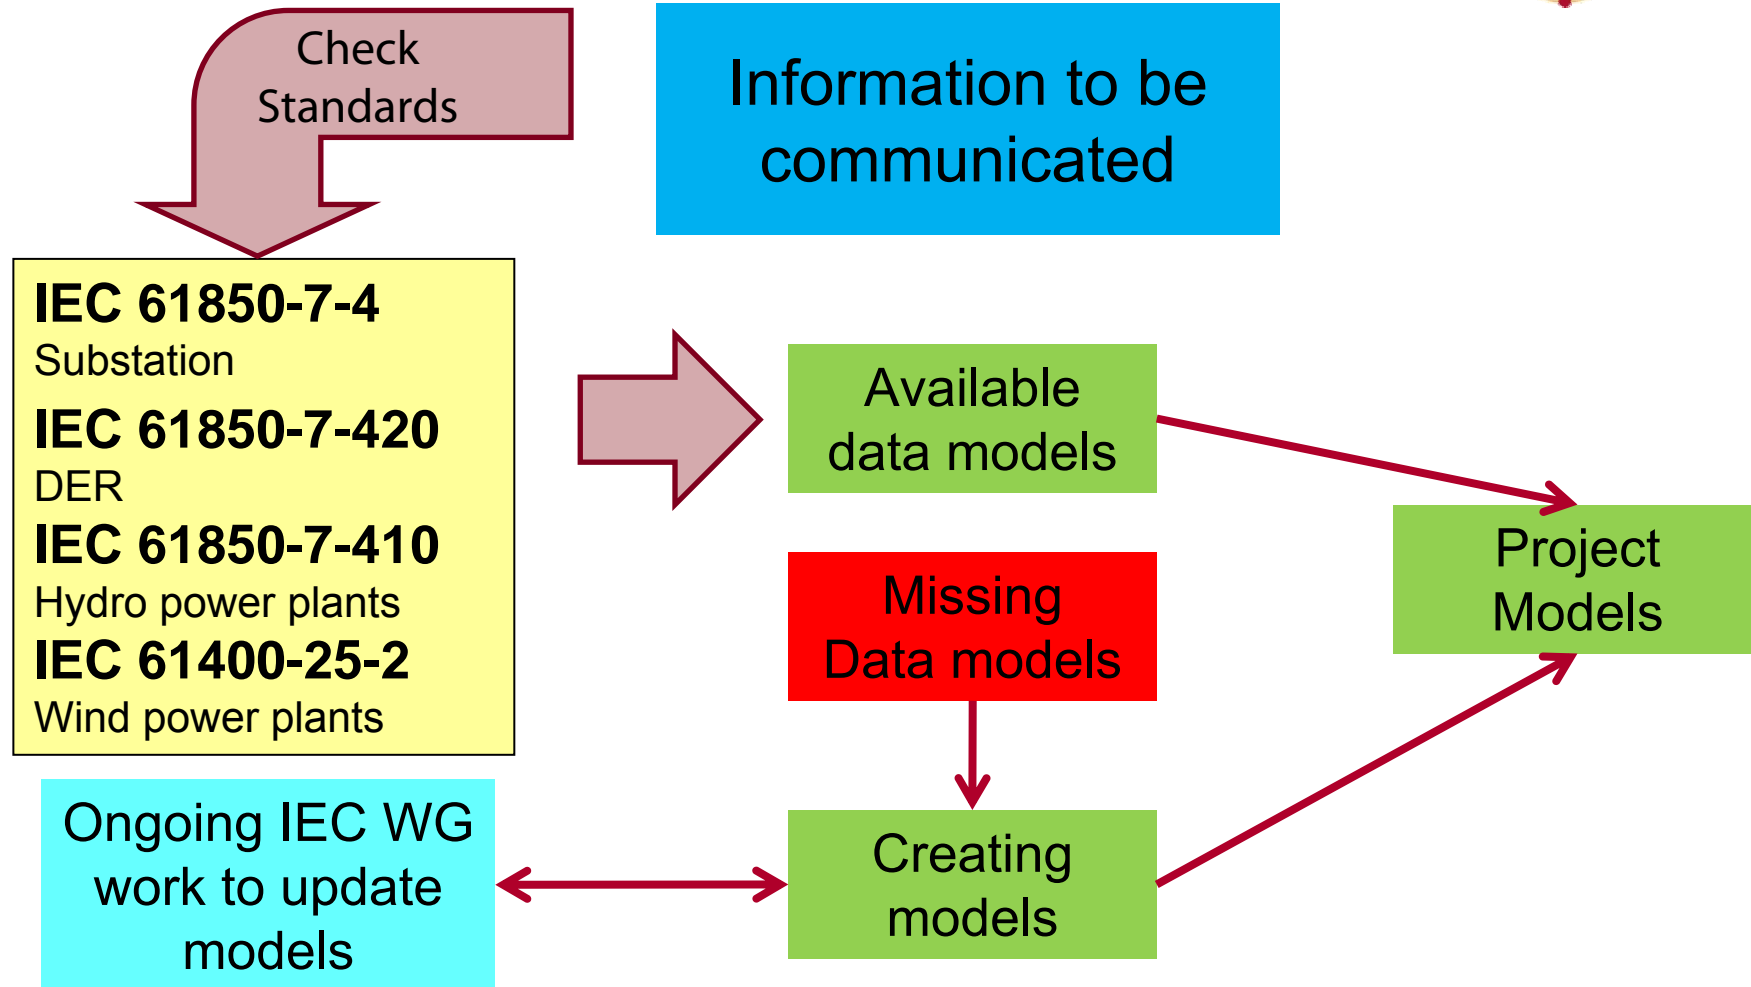 Check
Standards
Information to be
communicated
IEC 61850-7-4
Substation
IEC 61850-7-420
DER
IEC 61850-7-410
Hydro power plants
IEC 61400-25-2
Wind power plants
Available
data models
Missing
Data models
Project
Models
Ongoing IEC WG
work to update
models
Creating
models